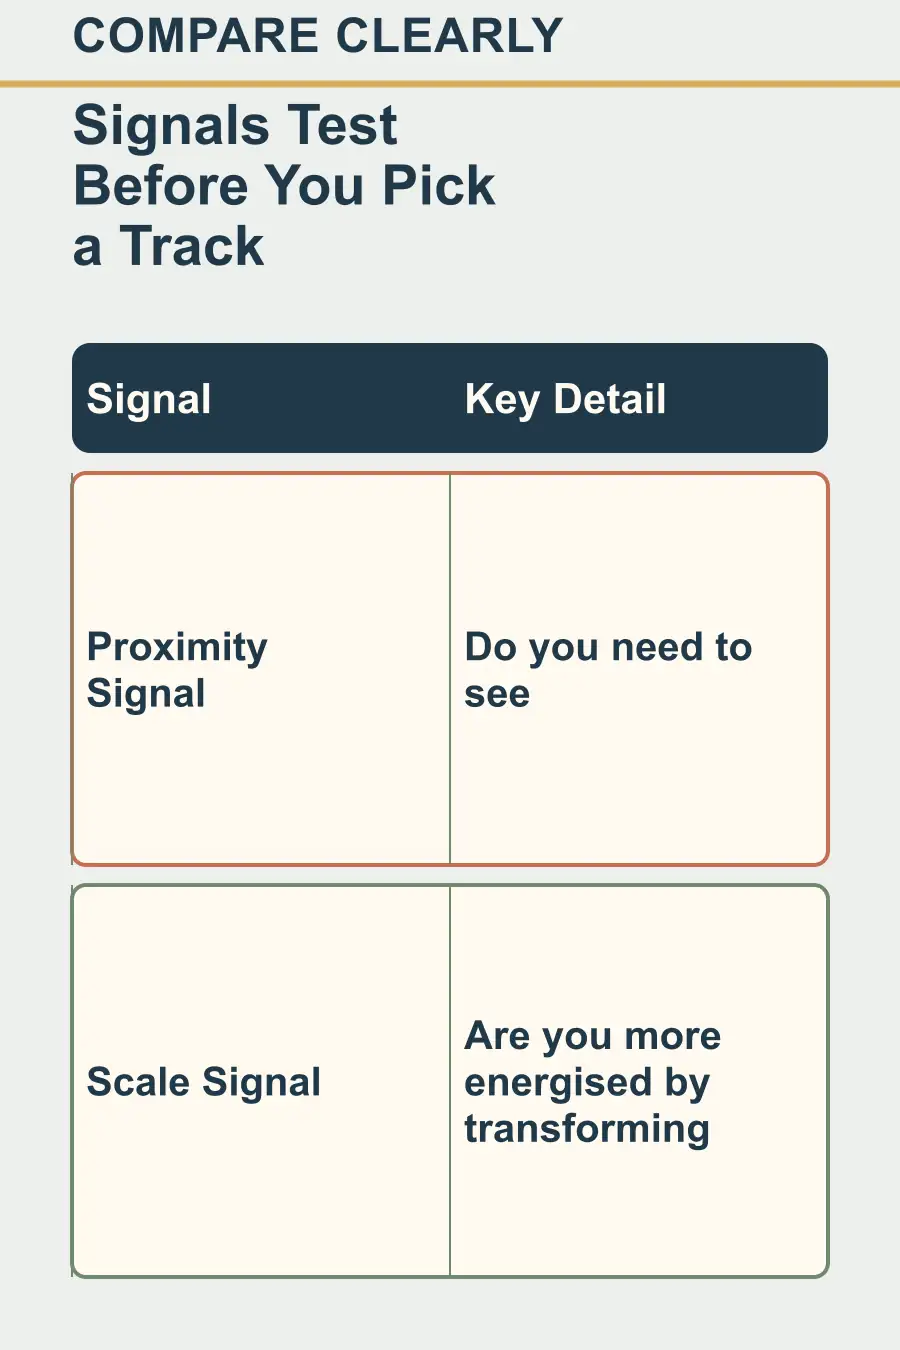 COMPARE CLEARLY
Signals Test
Before You Pick
a Track
Signal
Key Detail
Proximity
Signal
Do you need to
see
Scale Signal
Are you more
energised by
transforming